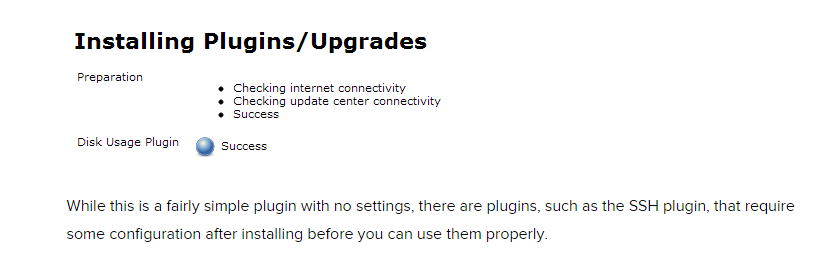 Installing Plugins/Upgrades
Preparation
• Checking internet connectivity
• Checking update center connectivity
• Success
Disk Usage Plugin Success
While this is a fairly simple plugin with no settings, there are plugins, such as the SSH plugin, that require
some configuration after installing before you can use them properly.